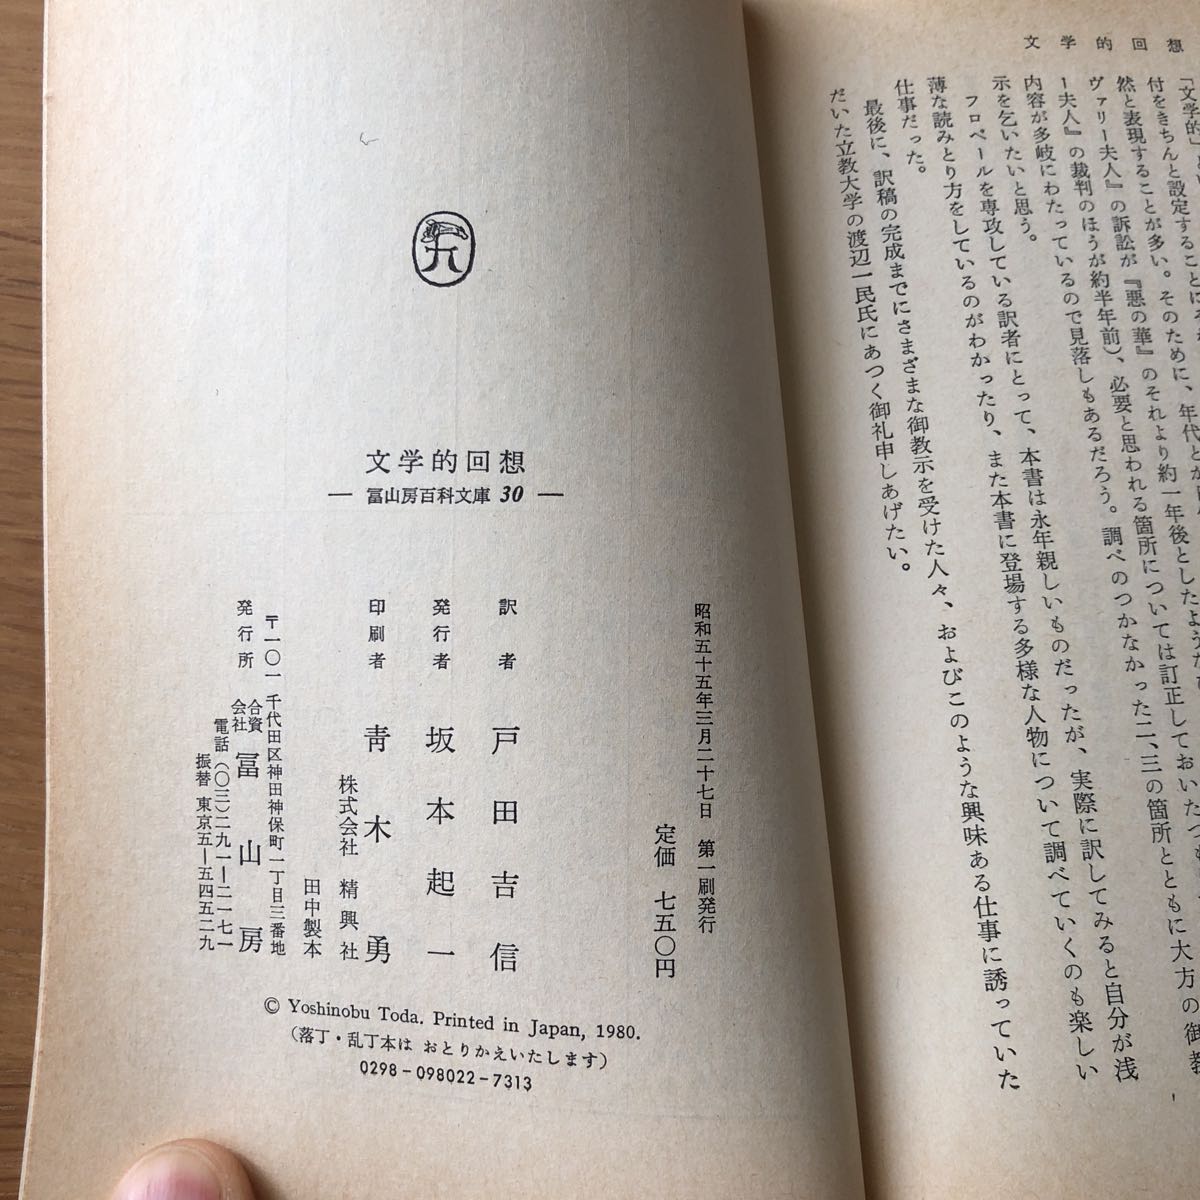 文学的回想
「文学的」
付をきちんと設定することに
然と表現することが多い。そのために、年代とか
ヴァリー夫人』の訴訟が『悪の華』のそれより約一年後としたような
ー夫人』の裁判のほうが約半年前)、必要と思われる箇所については訂正しておいたつも
内容が多岐にわたっているので見落しもあるだろう。調べのつかなかった二、三の箇所とともに大方の御教
示を乞いたいと思う。
フロベールを専攻している訳者にとって、本書は永年親しいものだったが、実際に訳してみると自分が浅
薄な読みとり方をしているのがわかったり、また本書に登場する多様な人物について調べていくのも楽しい
仕事だった。
最後に、訳稿の完成までにさまざまな御教示を受けた人々、およびこのような興味ある仕事に誘っていた
だいた立教大学の渡辺一民氏にあつく御礼申しあげたい。
文学的回想
— 冨山房百科文庫 30 —
昭和五十五年三月二十七日 第一刷発行
定価 七五〇円
訳者 戸田吉信
発行者 坂本起一
印刷者 青木勇
株式会社 精興社
田中製本
〒一〇一 千代田区神田神保町一丁目三番地
発行所 合資会社 冨山房
電話(〇三)二九一―二一七一
振替 東京五―五四五二九
© Yoshinobu Toda. Printed in Japan, 1980.
(落丁・乱丁本は おとりかえいたします)
0298-098022-7313